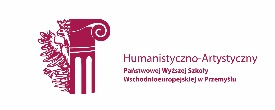 Humanistyczno-Artystyczny
Państwowej Wyższej Szkoły
Wschodnioeuropejskiej w Przemyślu